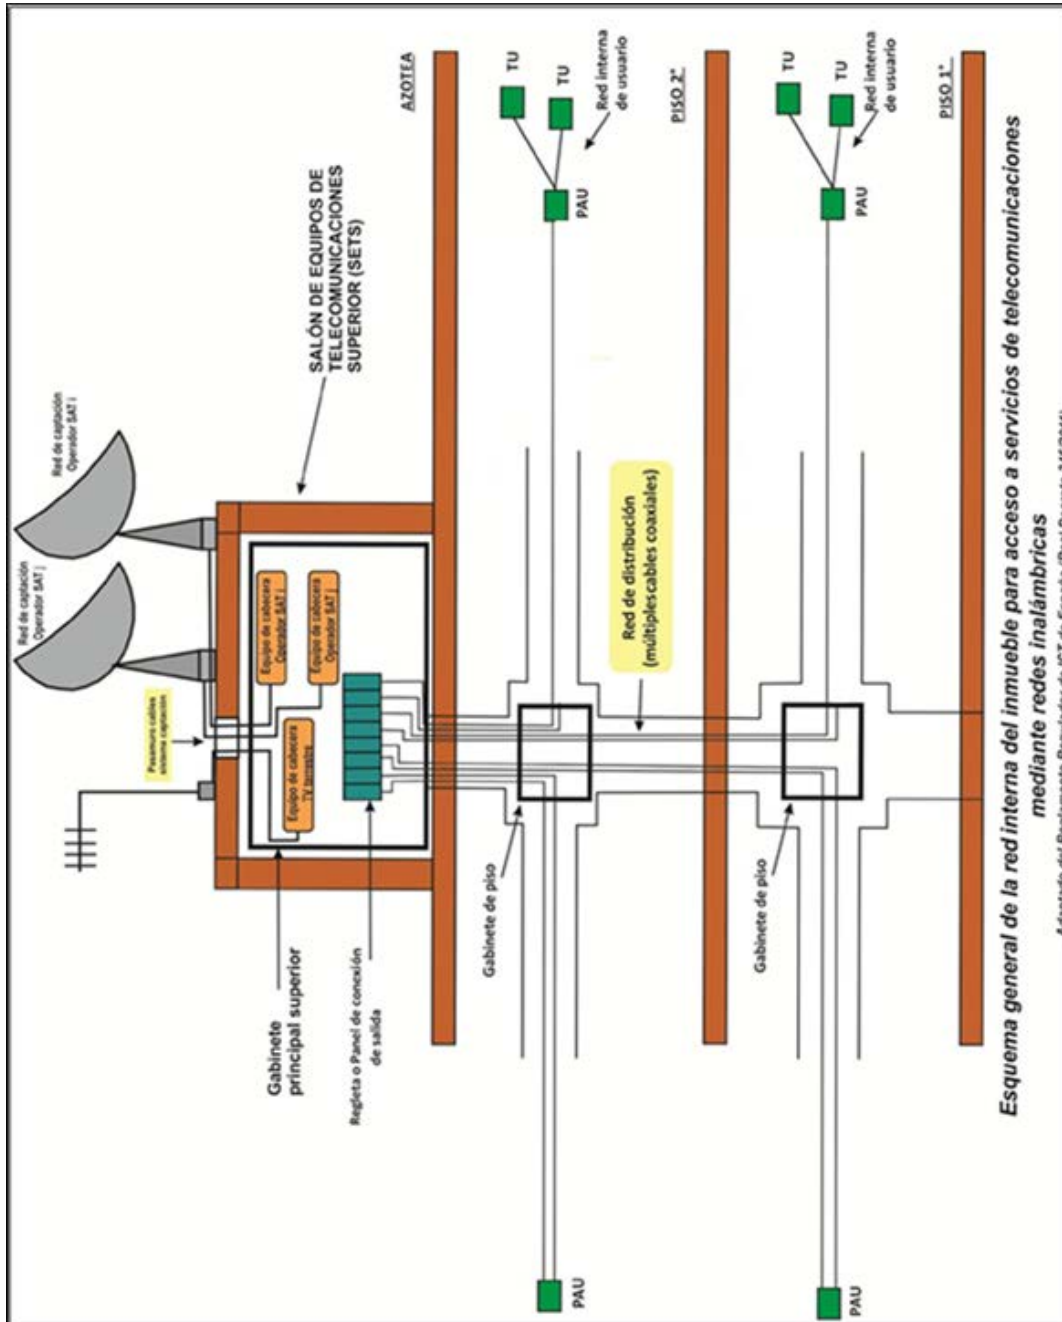 Red de captación
Operador SAT i
Red de captación
Operador SAT j
Pasamuro cables
sistema captación
SALÓN DE EQUIPOS DE
TELECOMUNICACIONES
SUPERIOR (SETS)
Equipo de cabecera
Operador SAT i
Equipo de cabecera
Operador SAT j
Equipo de cabecera
TV terrestre
Gabinete
principal superior
Regleta o Panel de conexión
de salida
AZOTEA
TU
TU
Red interna
de usuario
PAU
PAU
Gabinete de piso
PISO 2°
Red de distribución
(múltiples cables coaxiales)
TU
TU
Red interna
de usuario
PAU
PAU
Gabinete de piso
PISO 1°
Esquema general de la red interna del inmueble para acceso a servicios de telecomunicaciones
mediante redes inalámbricas